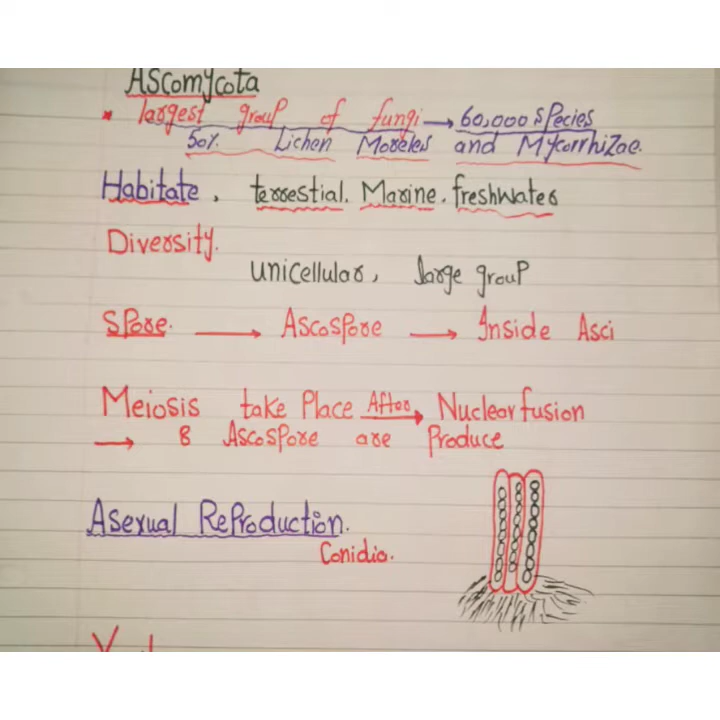 Ascomycota
* largest group of fungi → 60,000 species
50% Lichen Moreles and Mycorrhizae.
Habitate, terrestial. Marine. freshwater
Diversity.
unicellular, large group
Spore. → Ascospore → Inside Asci
Meiosis take Place After → Nuclear fusion
→ 8 Ascospore are Produce
Asexual Reproduction.
Conidia.